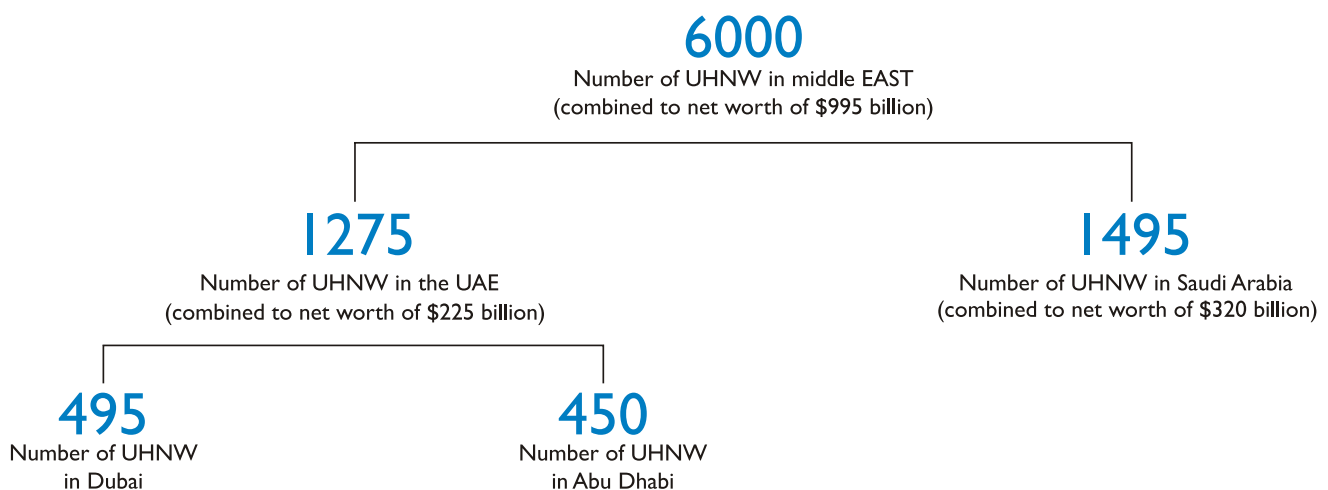 6000
Number of UHNW in middle EAST
(combined to net worth of $995 billion)
1275
Number of UHNW in the UAE
(combined to net worth of $225 billion)
1495
Number of UHNW in Saudi Arabia
(combined to net worth of $320 billion)
495
Number of UHNW
in Dubai
450
Number of UHNW
in Abu Dhabi